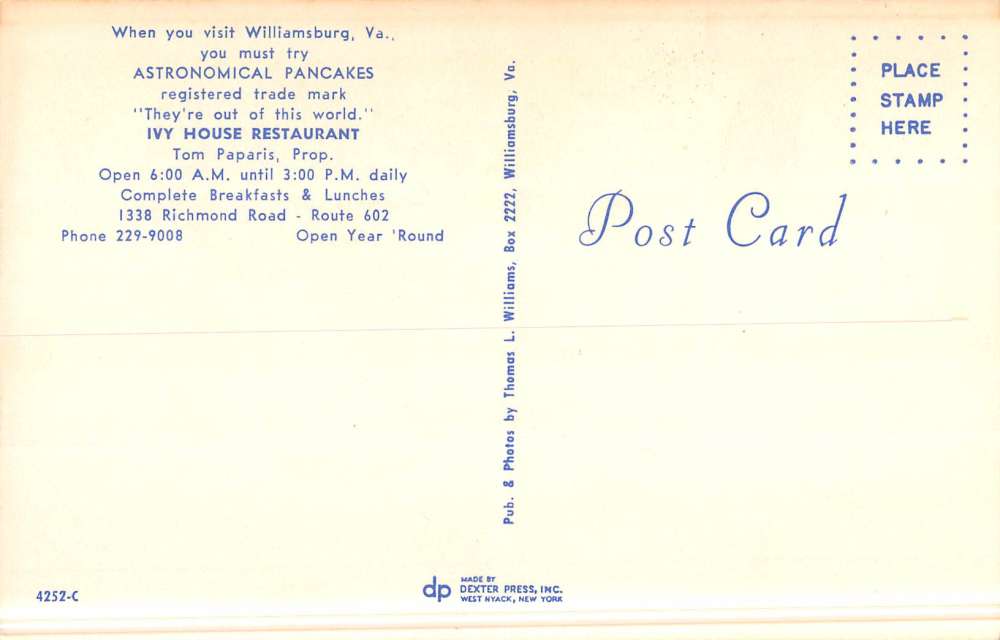 When you visit Williamsburg, Va.,
you must try
ASTRONOMICAL PANCAKES
registered trade mark
"They're out of this world."
IVY HOUSE RESTAURANT
Tom Paparis, Prop.
Open 6:00 A.M. until 3:00 P.M. daily
Complete Breakfasts & Lunches
1338 Richmond Road - Route 602
Phone 229-9008 Open Year 'Round
Pub. & Photos by Thomas L. Williams, Box 2222, Williamsburg, Va.
PLACE
STAMP
HERE
Post Card
4252-C
dp
MADE BY
DEXTER PRESS, INC.
WEST NYACK, NEW YORK